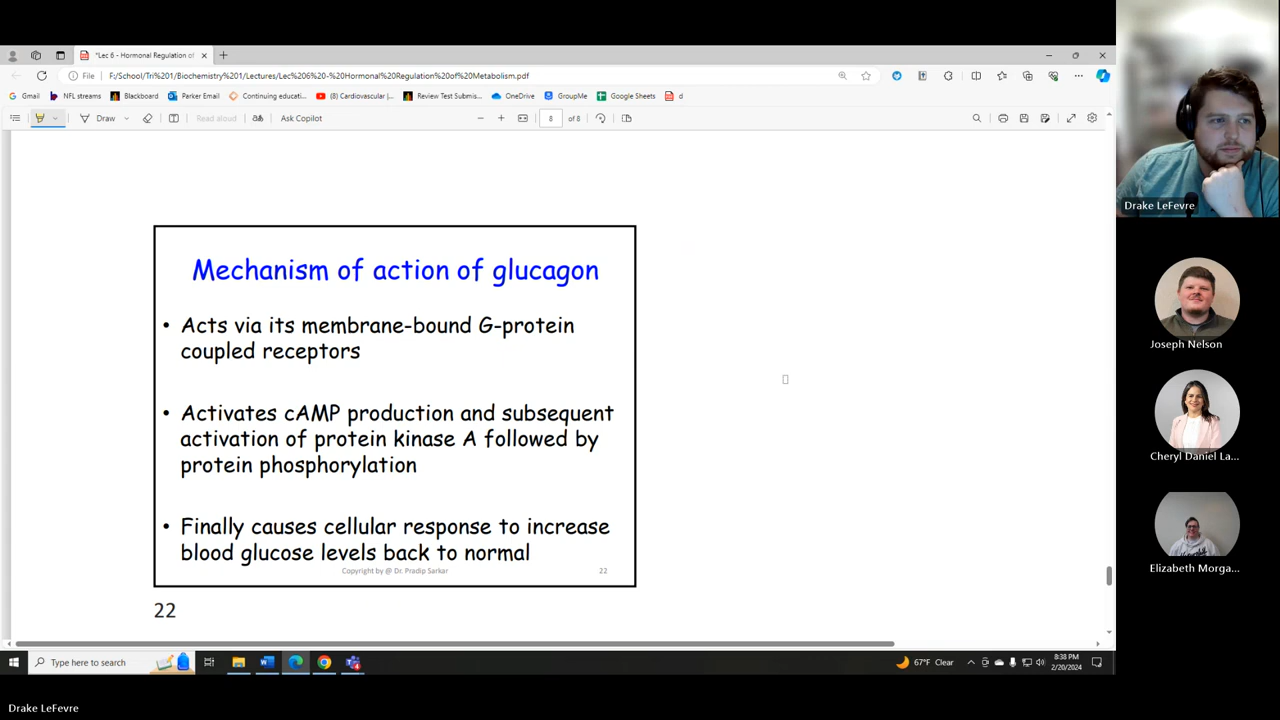 *Lec 6 - Hormonal Regulation of
File F:/School/Tri%201/Biochemistry%201/Lectures/Lec%206%20-%20Hormonal%20Regulation%20of%20Metabolism.pdf
Gmail NFL streams Blackboard Parker Email Continuing educati... (8) Cardiovascular |... Review Test Submis... OneDrive GroupMe Google Sheets d
Draw Read aloud Ask Copilot 8 of 8
Mechanism of action of glucagon
• Acts via its membrane-bound G-protein
coupled receptors
• Activates cAMP production and subsequent
activation of protein kinase A followed by
protein phosphorylation
• Finally causes cellular response to increase
blood glucose levels back to normal
Copyright by @ Dr. Pradip Sarkar 22
22
Type here to search
67°F Clear
8:38 PM
2/20/2024
Drake LeFevre
Joseph Nelson
Cheryl Daniel La...
Elizabeth Morga...
Drake LeFevre